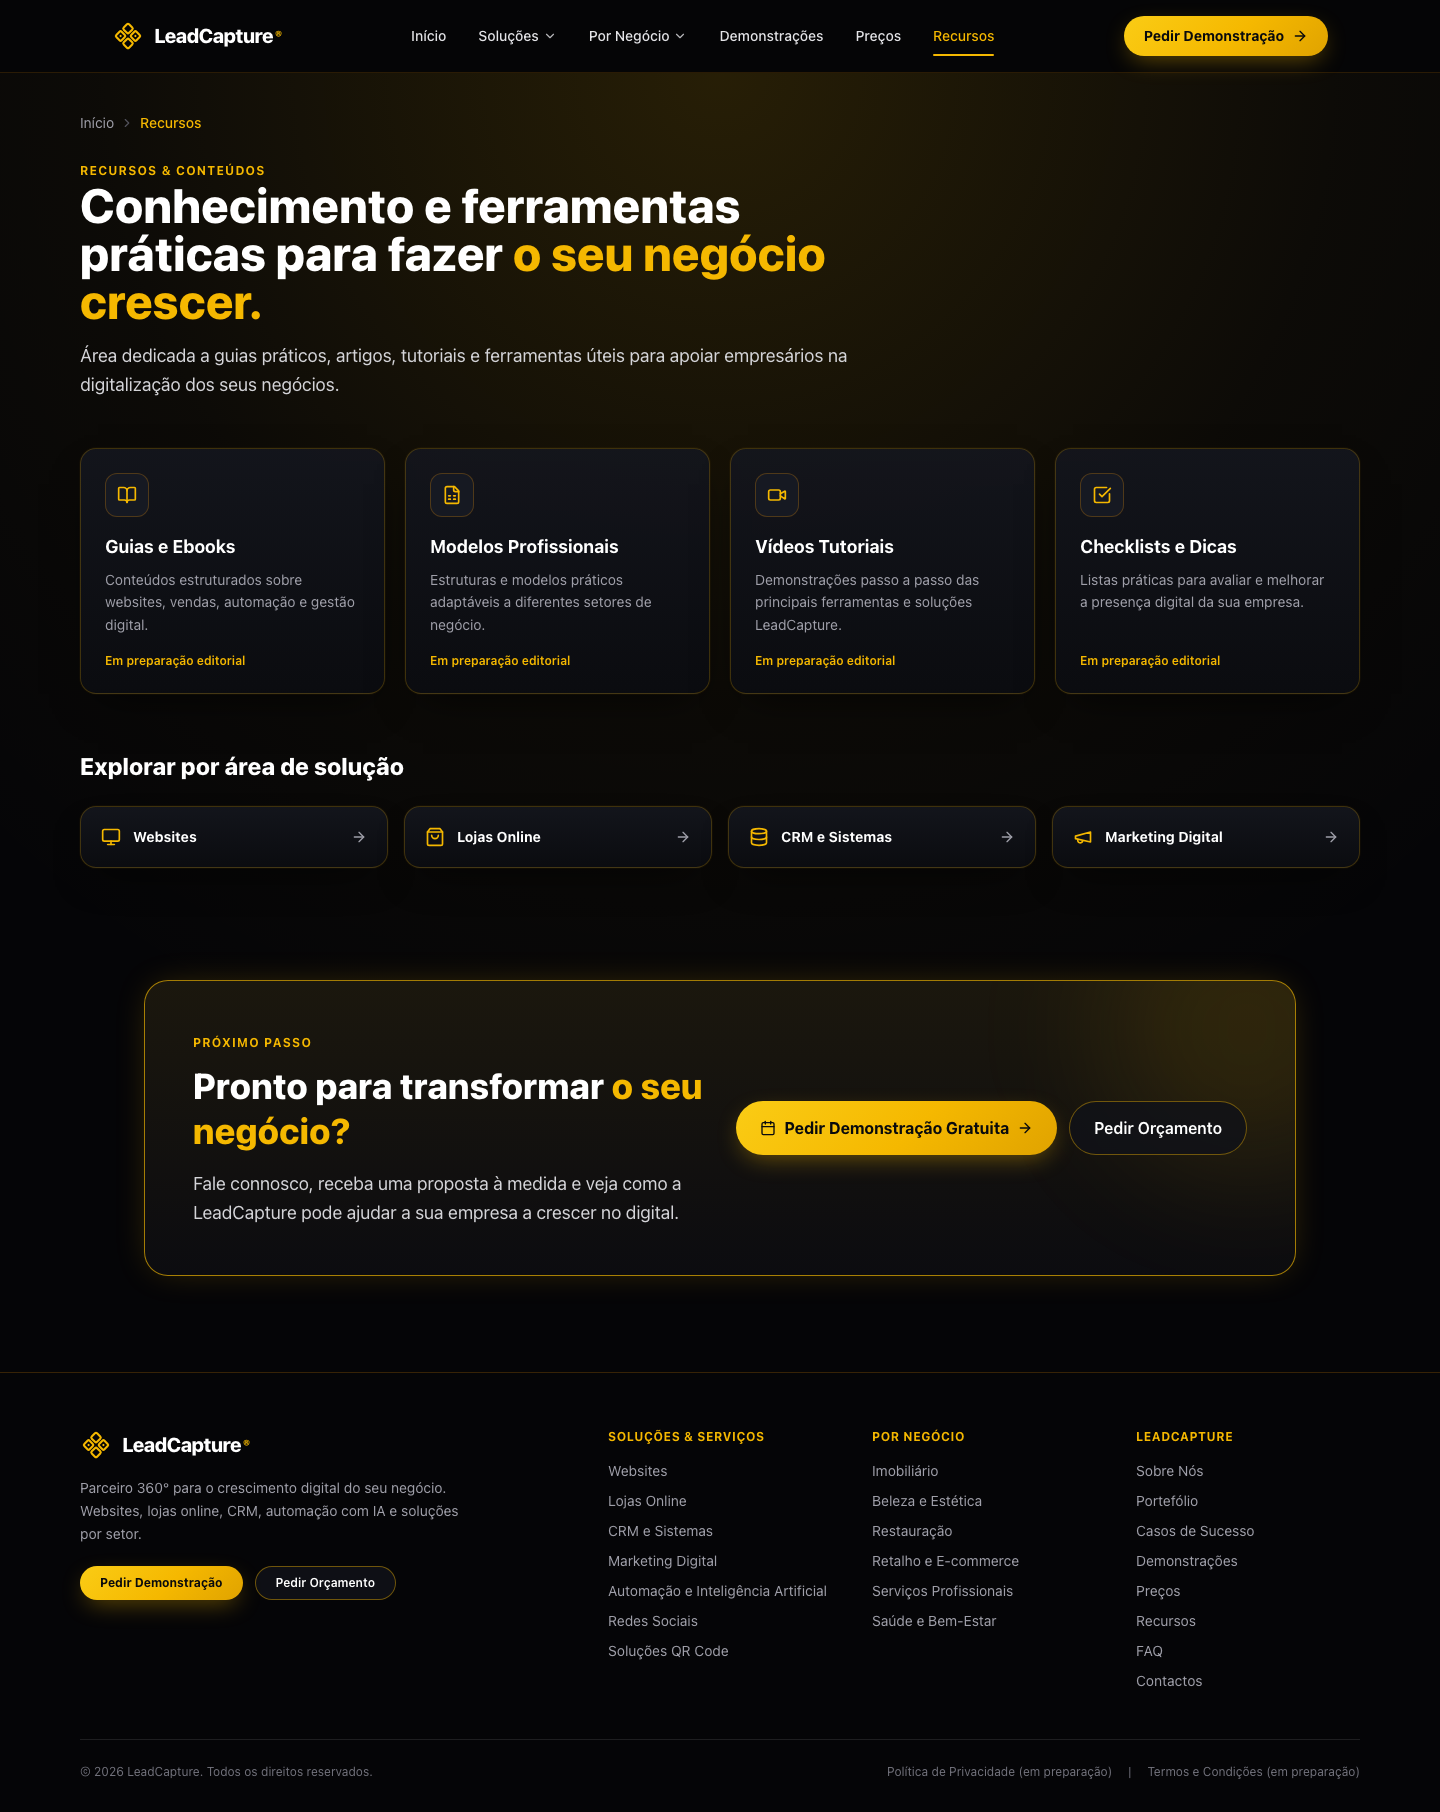 LeadCapture®
Início
Soluções
Por Negócio
Demonstrações
Preços
Recursos
Pedir Demonstração
Início
Recursos
RECURSOS & CONTEÚDOS
Conhecimento e ferramentas
práticas para fazer o seu negócio
crescer.
Área dedicada a guias práticos, artigos, tutoriais e ferramentas úteis para apoiar empresários na
digitalização dos seus negócios.
Guias e Ebooks
Conteúdos estruturados sobre
websites, vendas, automação e gestão
digital.
Em preparação editorial
Modelos Profissionais
Estruturas e modelos práticos
adaptáveis a diferentes setores de
negócio.
Em preparação editorial
Vídeos Tutoriais
Demonstrações passo a passo das
principais ferramentas e soluções
LeadCapture.
Em preparação editorial
Checklists e Dicas
Listas práticas para avaliar e melhorar
a presença digital da sua empresa.
Em preparação editorial
Explorar por área de solução
Websites
Lojas Online
CRM e Sistemas
Marketing Digital
PRÓXIMO PASSO
Pronto para transformar o seu
negócio?
Fale connosco, receba uma proposta à medida e veja como a
LeadCapture pode ajudar a sua empresa a crescer no digital.
Pedir Demonstração Gratuita
Pedir Orçamento
LeadCapture®
Parceiro 360º para o crescimento digital do seu negócio.
Websites, lojas online, CRM, automação com IA e soluções
por setor.
Pedir Demonstração
Pedir Orçamento
SOLUÇÕES & SERVIÇOS
Websites
Lojas Online
CRM e Sistemas
Marketing Digital
Automação e Inteligência Artificial
Redes Sociais
Soluções QR Code
POR NEGÓCIO
Imobiliário
Beleza e Estética
Restauração
Retalho e E-commerce
Serviços Profissionais
Saúde e Bem-Estar
LEADCAPTURE
Sobre Nós
Portefólio
Casos de Sucesso
Demonstrações
Preços
Recursos
FAQ
Contactos
© 2026 LeadCapture. Todos os direitos reservados.
Política de Privacidade (em preparação) | Termos e Condições (em preparação)